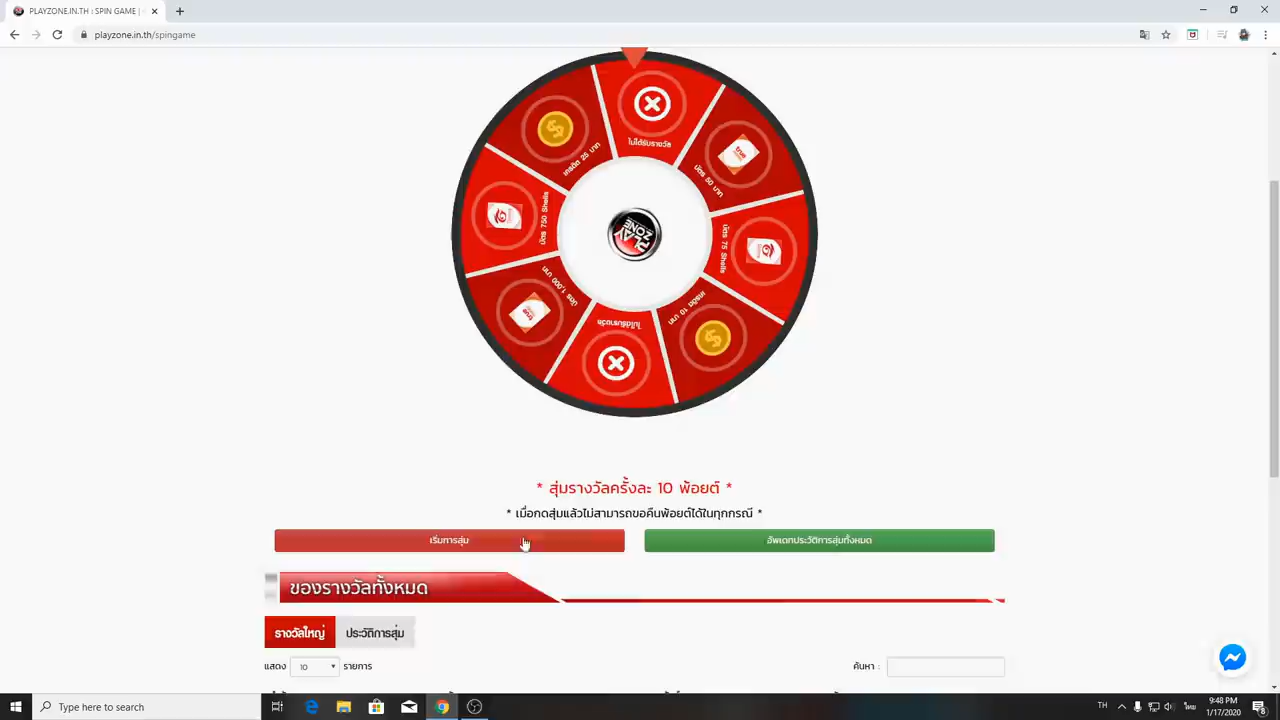 PLAYZONE.IN.TH : SPIN GAME |
playzone.in.th/spingame
ไม่ได้รับรางวัล
เครดิต 25 บาท
บัตร 50 บาท
true
บัตร 750 Shells
บัตร 75 Shells
PLAY
ZONE
บัตร 1,000 บาท
เครดิต 10 บาท
true
ไม่ได้รับรางวัล
* สุ่มรางวัลครั้งละ 10 พ้อยต์ *
* เมื่อกดสุ่มแล้วไม่สามารถขอคืนพ้อยต์ได้ในทุกกรณี *
เริ่มการสุ่ม
อัพเดทประวัติการสุ่มทั้งหมด
ของรางวัลทั้งหมด
รางวัลใหญ่ ประวัติการสุ่ม
แสดง 10 รายการ
ค้นหา :
Type here to search
TH
ไทย
9:48 PM
1/17/2020
8